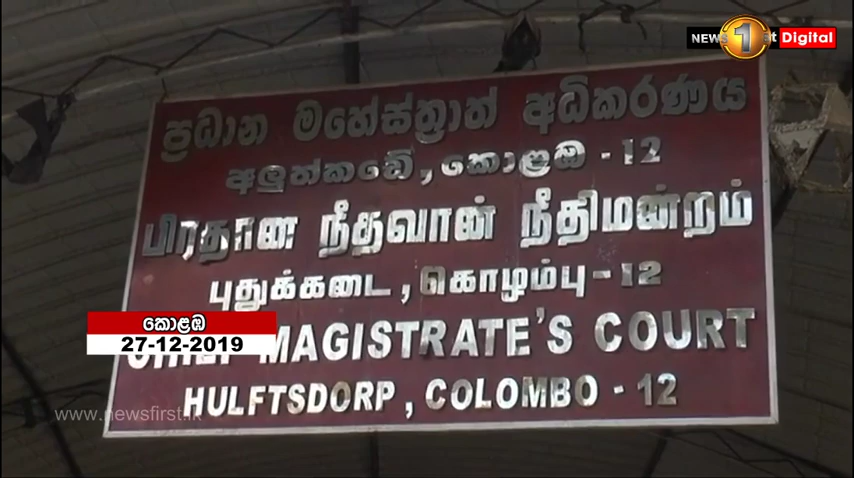 NEWS 1st Digital
ප්‍රධාන මහේස්ත්‍රාත් අධිකරණය
අලුත්කඩේ, කොළඹ - 12
பிரதான நீதவான் நீதிமன்றம்
புதுக்கடை, கொழும்பு - 12
කොළඹ
27-12-2019
MAGISTRATE'S COURT
HULFTSDORP, COLOMBO - 12
www.newsfirst.lk